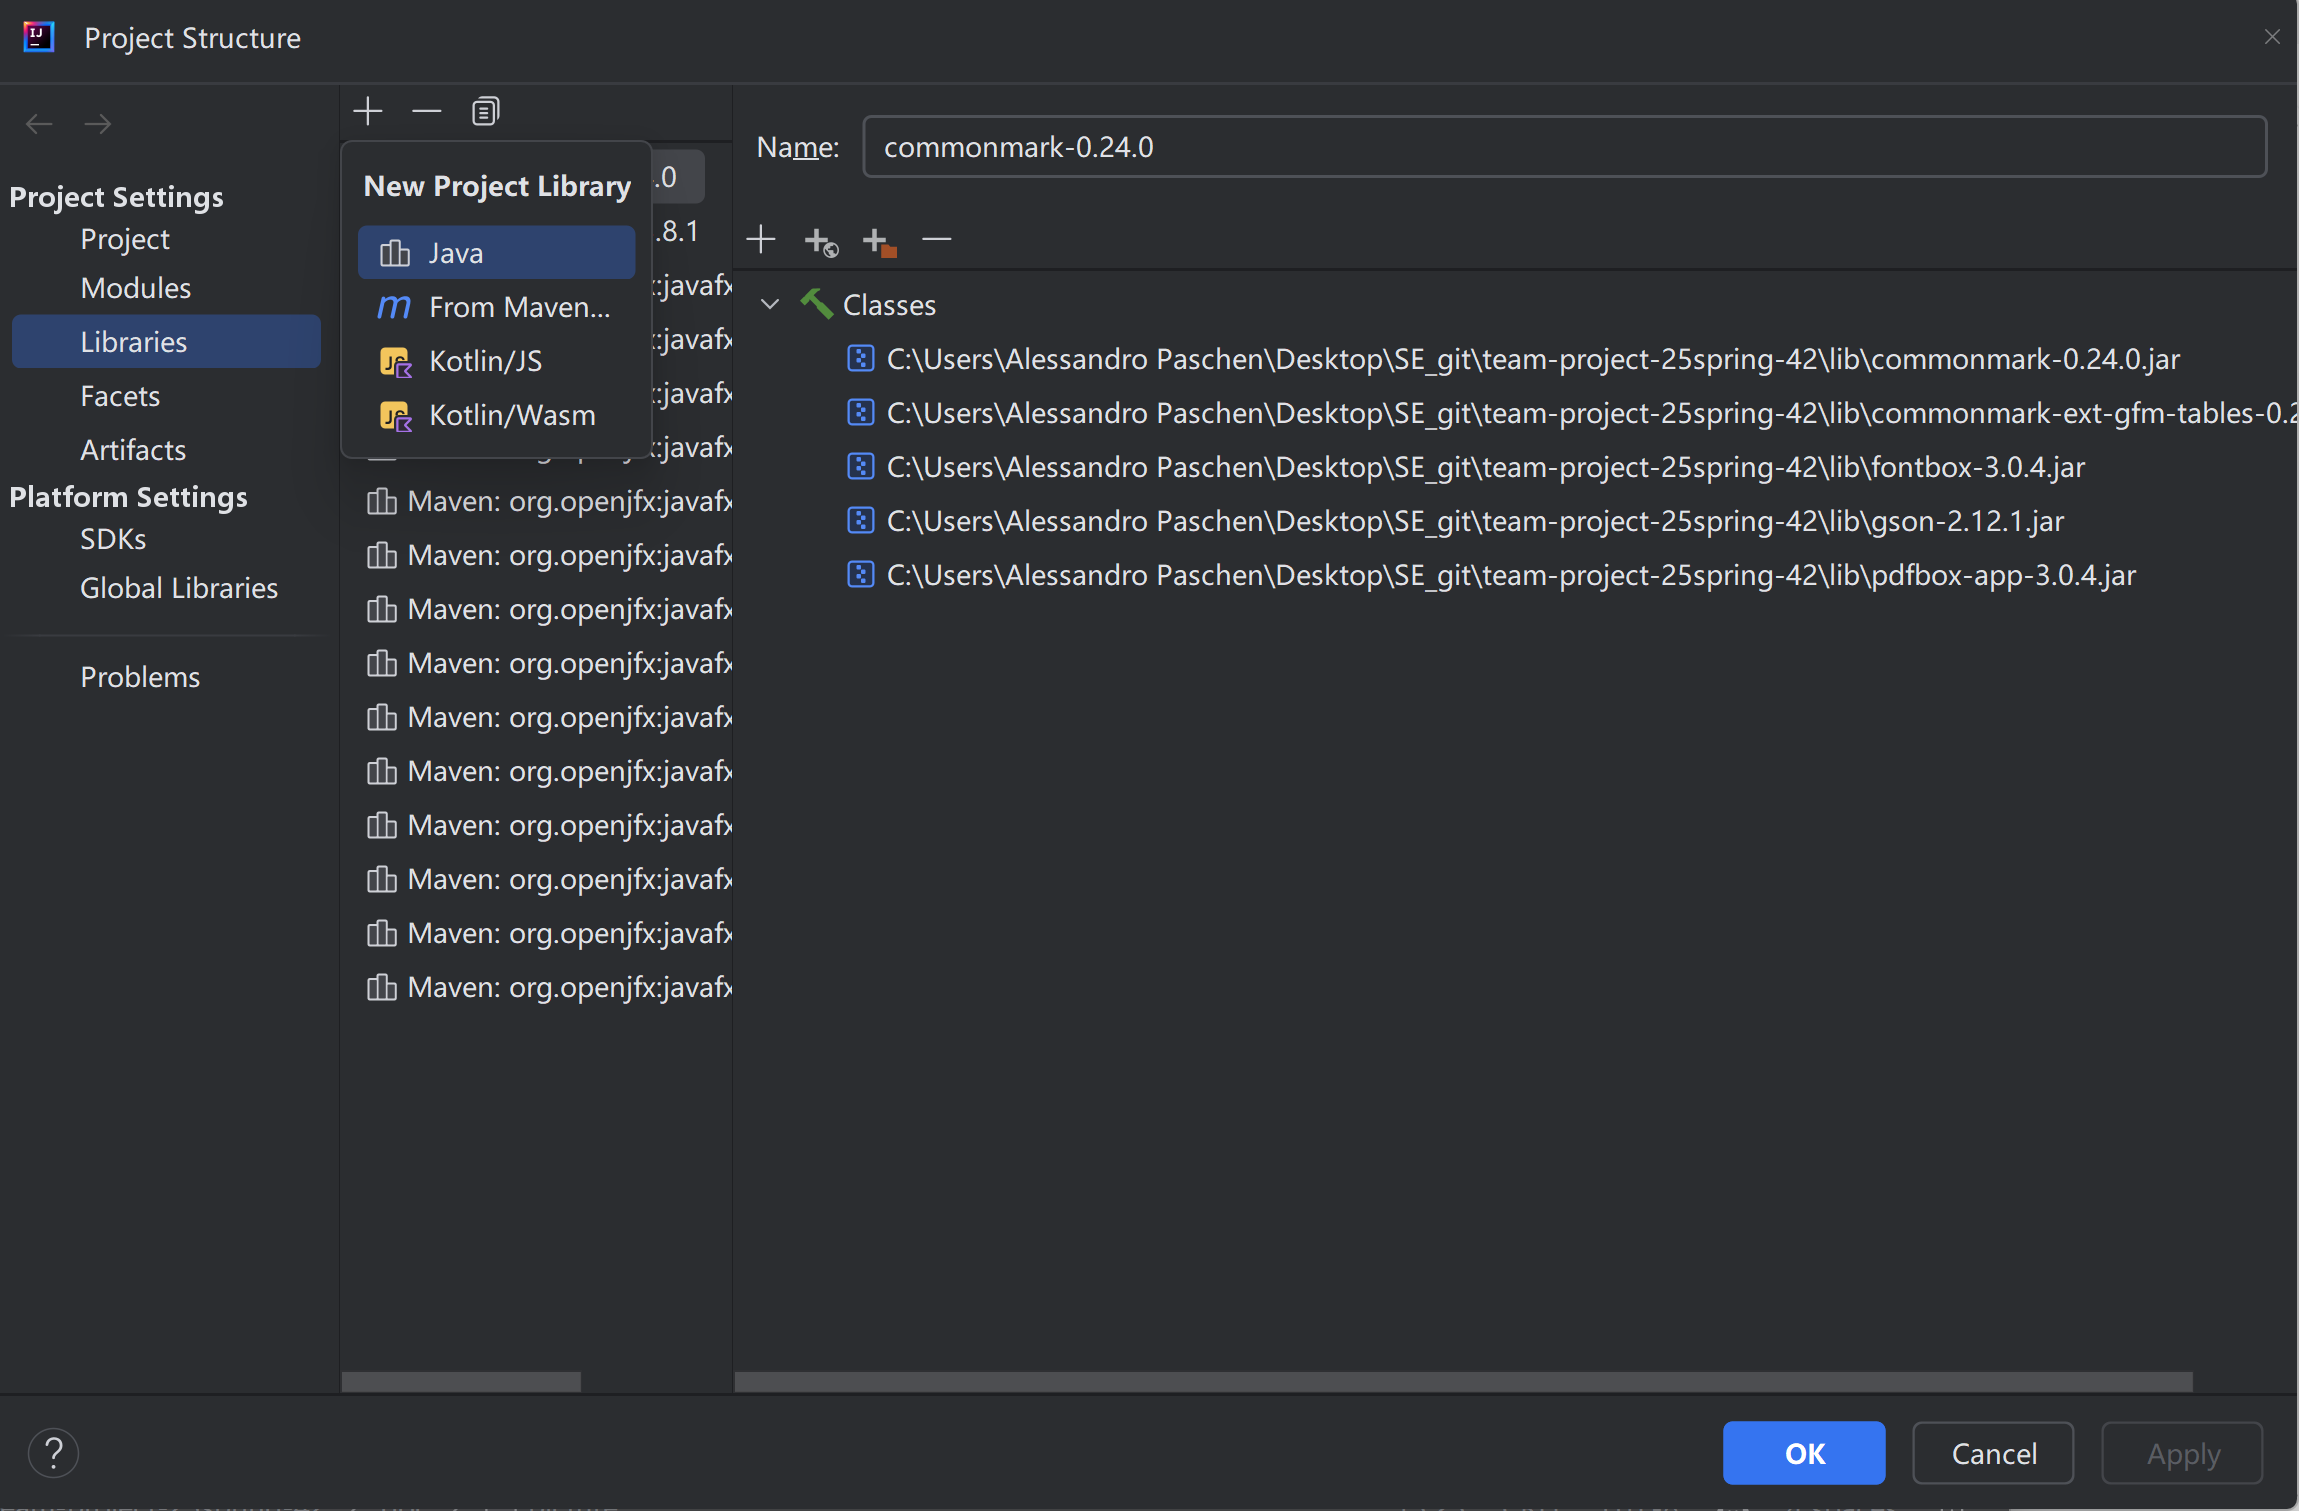 Project Structure
Project Settings
Project
Modules
Libraries
Facets
Artifacts
Platform Settings
SDKs
Global Libraries
Problems
New Project Library
Java
From Maven...
Kotlin/JS
Kotlin/Wasm
.0
.8.1
:javafx
:javafx
:javafx
:javafx
Maven: org.openjfx:javafx
Maven: org.openjfx:javafx
Maven: org.openjfx:javafx
Maven: org.openjfx:javafx
Maven: org.openjfx:javafx
Maven: org.openjfx:javafx
Maven: org.openjfx:javafx
Maven: org.openjfx:javafx
Maven: org.openjfx:javafx
Maven: org.openjfx:javafx
Name: commonmark-0.24.0
Classes
C:\Users\Alessandro Paschen\Desktop\SE_git\team-project-25spring-42\lib\commonmark-0.24.0.jar
C:\Users\Alessandro Paschen\Desktop\SE_git\team-project-25spring-42\lib\commonmark-ext-gfm-tables-0.2
C:\Users\Alessandro Paschen\Desktop\SE_git\team-project-25spring-42\lib\fontbox-3.0.4.jar
C:\Users\Alessandro Paschen\Desktop\SE_git\team-project-25spring-42\lib\gson-2.12.1.jar
C:\Users\Alessandro Paschen\Desktop\SE_git\team-project-25spring-42\lib\pdfbox-app-3.0.4.jar
?
OK
Cancel
Apply